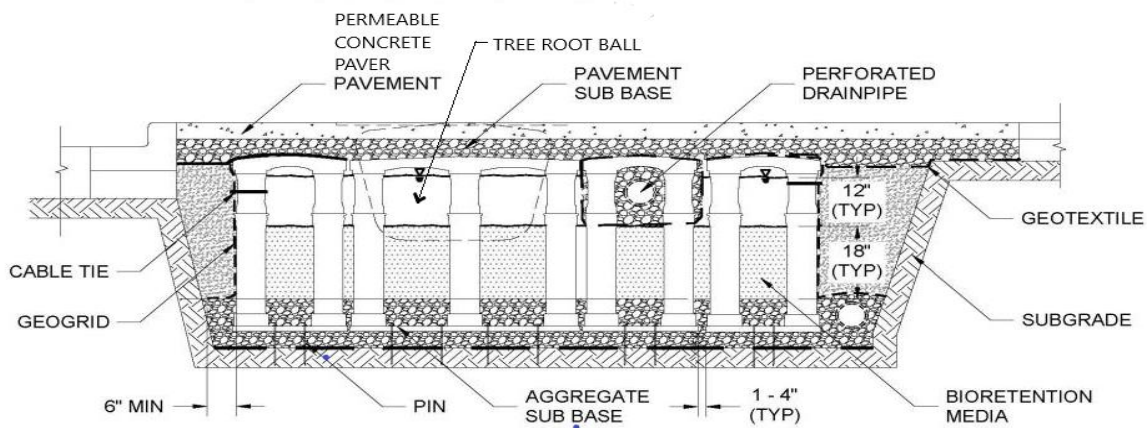 PERMEABLE
CONCRETE
PAVER
PAVEMENT
TREE ROOT BALL
PAVEMENT
SUB BASE
PERFORATED
DRAINPIPE
12"
(TYP)
GEOTEXTILE
18"
(TYP)
CABLE TIE
GEOGRID
SUBGRADE
6" MIN
PIN
AGGREGATE
SUB BASE
1 - 4"
(TYP)
BIORETENTION
MEDIA